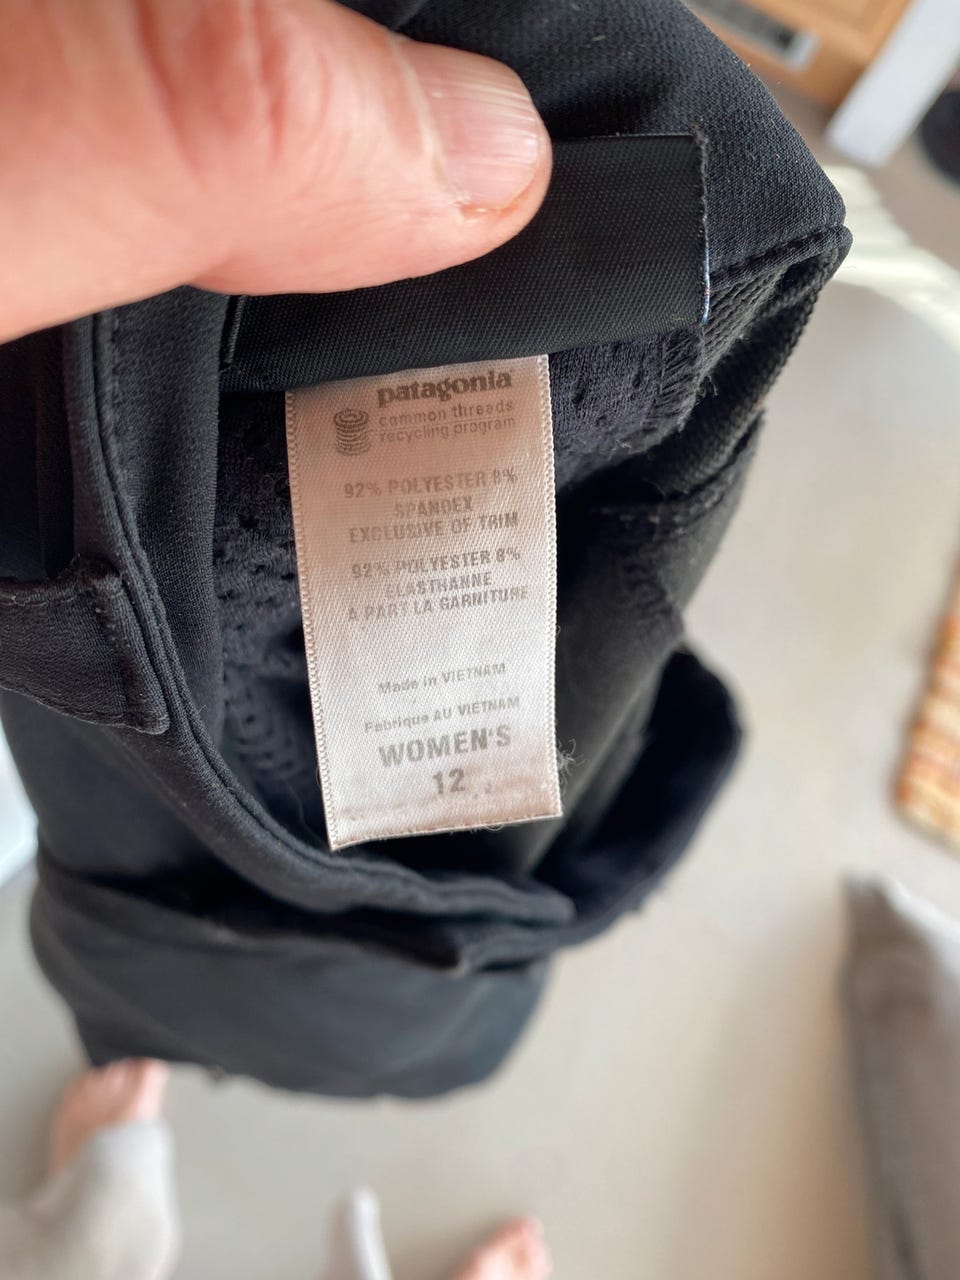 patagonia
common threads
recycling program
92% POLYESTER 8%
SPANDEX
EXCLUSIVE OF TRIM
92% POLYESTER 8%
ELASTHANNE
À PART LA GARNITURE
Made in VIETNAM
Fabrique AU VIETNAM
WOMEN'S
12